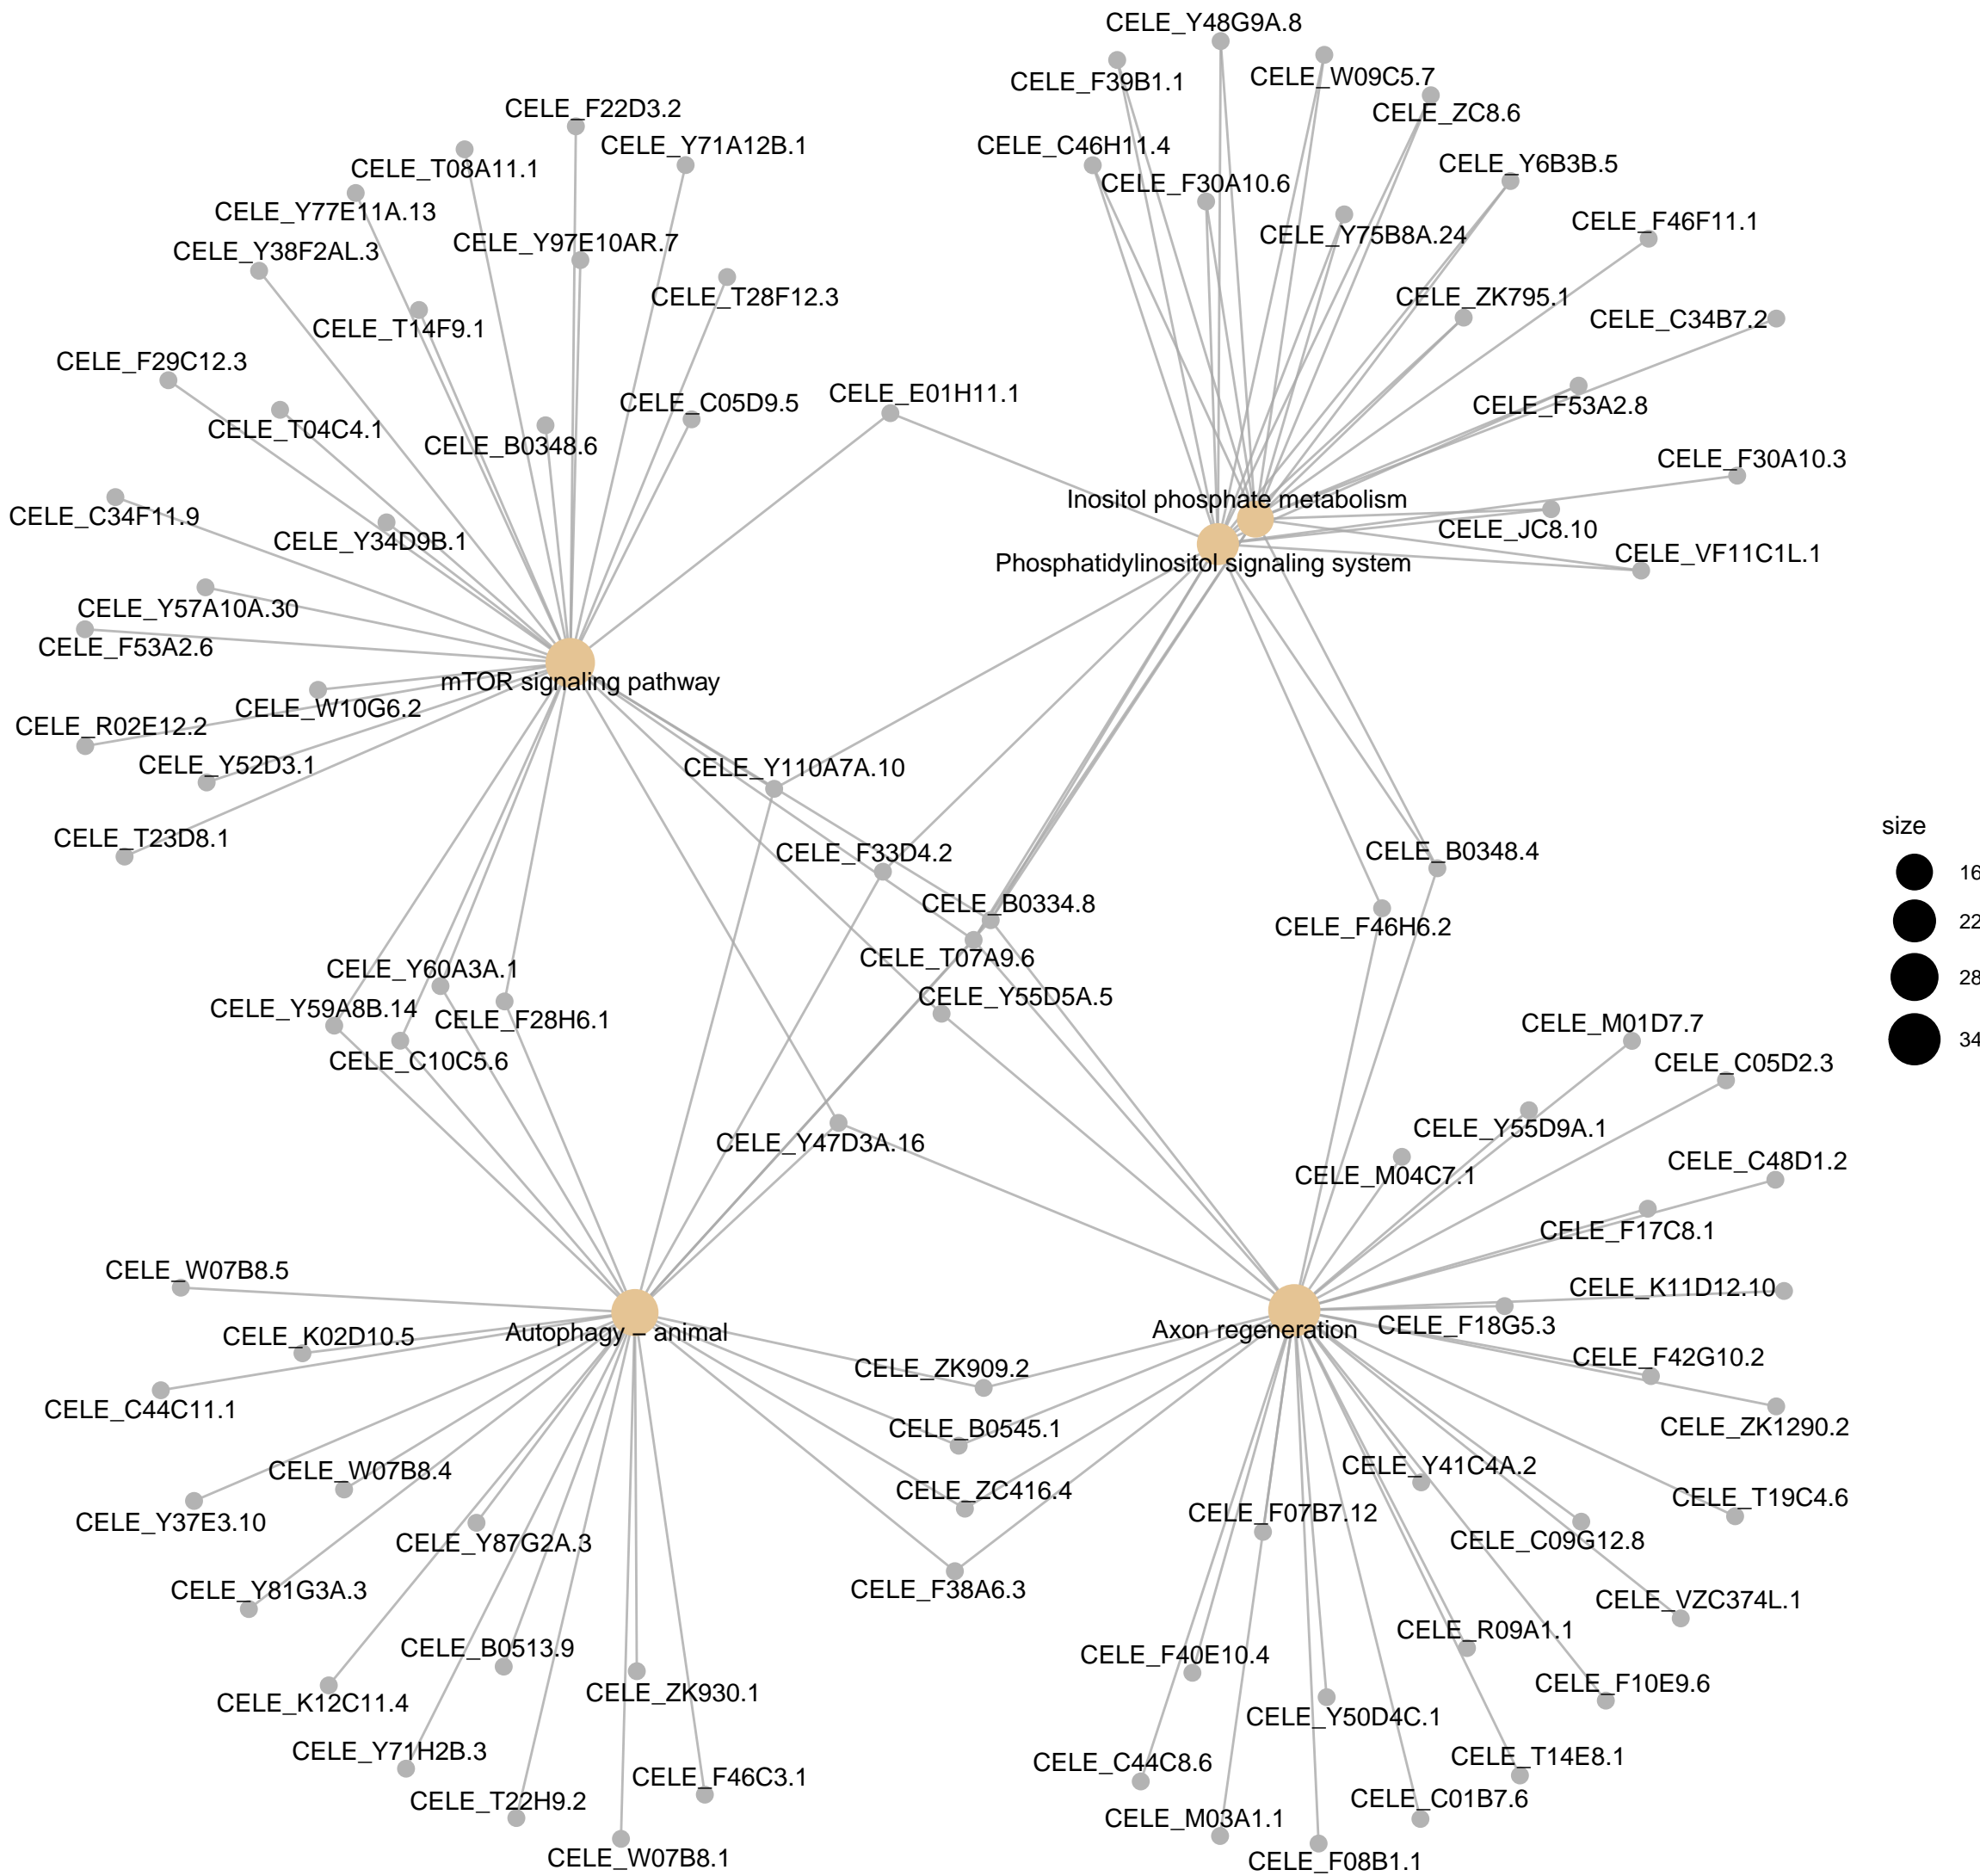 CELE_Y48G9A.8
CELE_F39B1.1
CELE_W09C5.7
CELE_ZC8.6
CELE_F22D3.2
CELE_Y71A12B.1
CELE_C46H11.4
CELE_T08A11.1
CELE_Y6B3B.5
CELE_F30A10.6
CELE_Y77E11A.13
CELE_F46F11.1
CELE_Y75B8A.24
CELE_Y97E10AR.7
CELE_Y38F2AL.3
CELE_T28F12.3
CELE_ZK795.1
CELE_C34B7.2
CELE_T14F9.1
CELE_F29C12.3
CELE_E01H11.1
CELE_C05D9.5
CELE_F53A2.8
CELE_T04C4.1
CELE_B0348.6
CELE_F30A10.3
Inositol phosphate metabolism
CELE_C34F11.9
CELE_JC8.10
CELE_Y34D9B.1
CELE_VF11C1L.1
Phosphatidylinositol signaling system
CELE_Y57A10A.30
CELE_F53A2.6
mTOR signaling pathway
CELE_W10G6.2
CELE_R02E12.2
CELE_Y52D3.1
CELE_Y110A7A.10
size
CELE_T23D8.1
CELE_F33D4.2
CELE_B0348.4
16
CELE_B0334.8
22
CELE_F46H6.2
CELE_T07A9.6
CELE_Y60A3A.1
28
CELE_Y55D5A.5
CELE_Y59A8B.14
CELE_F28H6.1
CELE_M01D7.7
34
CELE_C10C5.6
CELE_C05D2.3
CELE_Y55D9A.1
CELE_Y47D3A.16
CELE_C48D1.2
CELE_M04C7.1
CELE_F17C8.1
CELE_W07B8.5
CELE_K11D12.10
CELE_F18G5.3
Autophagy – animal
Axon regeneration
CELE_K02D10.5
CELE_F42G10.2
CELE_ZK909.2
CELE_C44C11.1
CELE_B0545.1
CELE_ZK1290.2
CELE_Y41C4A.2
CELE_W07B8.4
CELE_ZC416.4
CELE_T19C4.6
CELE_F07B7.12
CELE_Y37E3.10
CELE_Y87G2A.3
CELE_C09G12.8
CELE_Y81G3A.3
CELE_F38A6.3
CELE_VZC374L.1
CELE_R09A1.1
CELE_B0513.9
CELE_F40E10.4
CELE_F10E9.6
CELE_ZK930.1
CELE_K12C11.4
CELE_Y50D4C.1
CELE_Y71H2B.3
CELE_T14E8.1
CELE_C44C8.6
CELE_F46C3.1
CELE_T22H9.2
CELE_C01B7.6
CELE_M03A1.1
CELE_W07B8.1
CELE_F08B1.1